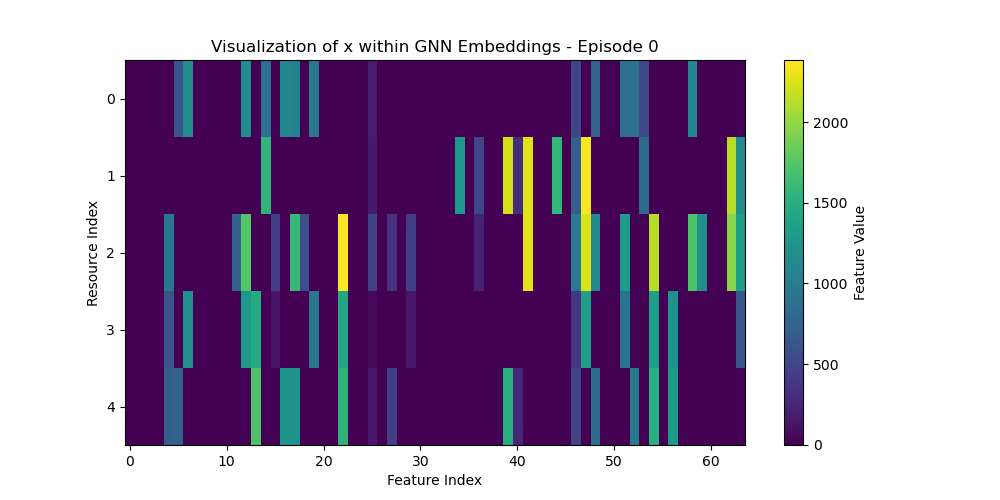 Visualization of x within GNN Embeddings - Episode 0
Resource Index
0
1
2
3
4
0 10 20 30 40 50 60
Feature Index
2000
1500
1000
500
0
Feature Value